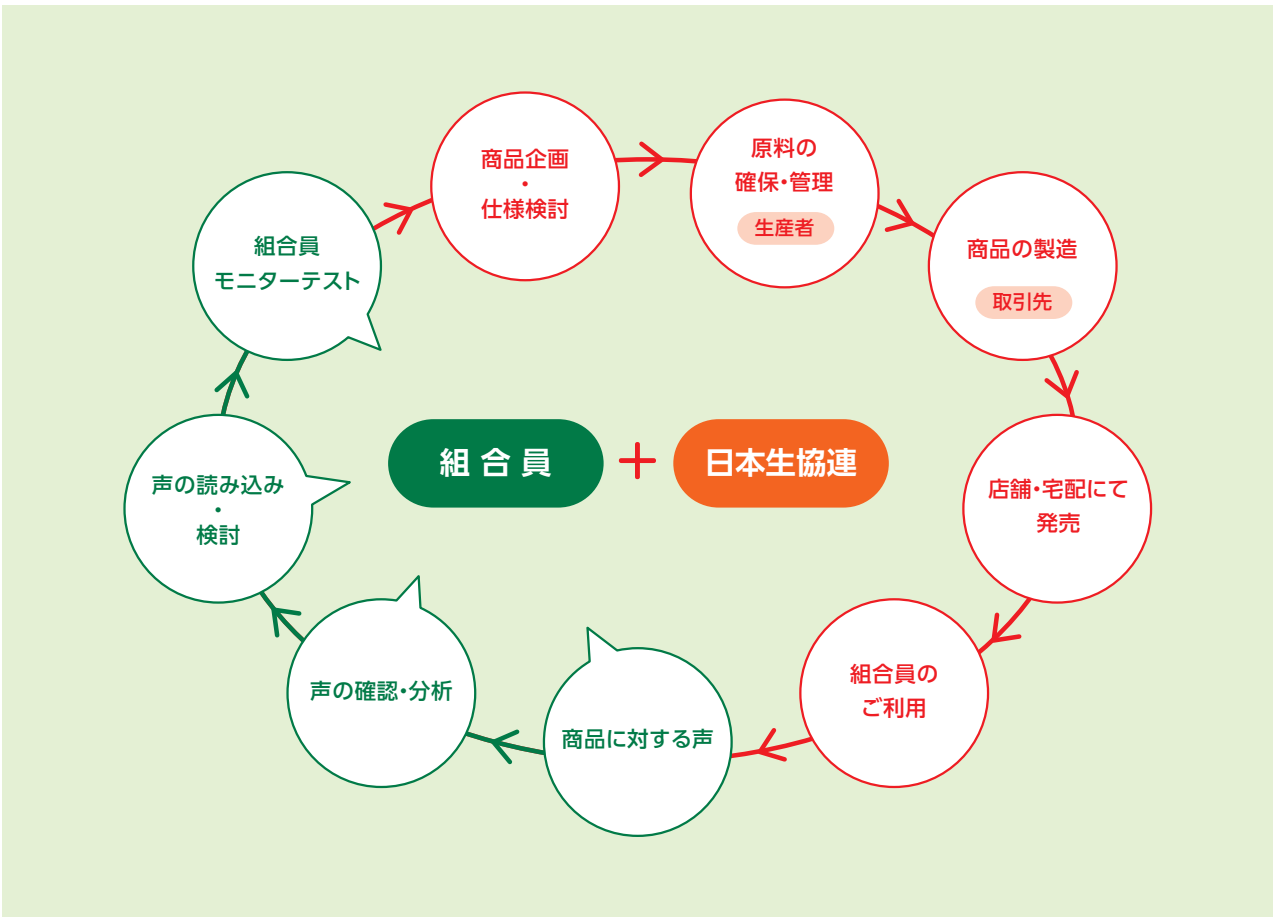 商品企画
・
仕様検討
原料の
確保・管理
生産者
商品の製造
取引先
店舗・宅配にて
発売
組合員の
ご利用
商品に対する声
声の確認・分析
声の読み込み
・
検討
組合員
モニターテスト
組合員 + 日本生協連